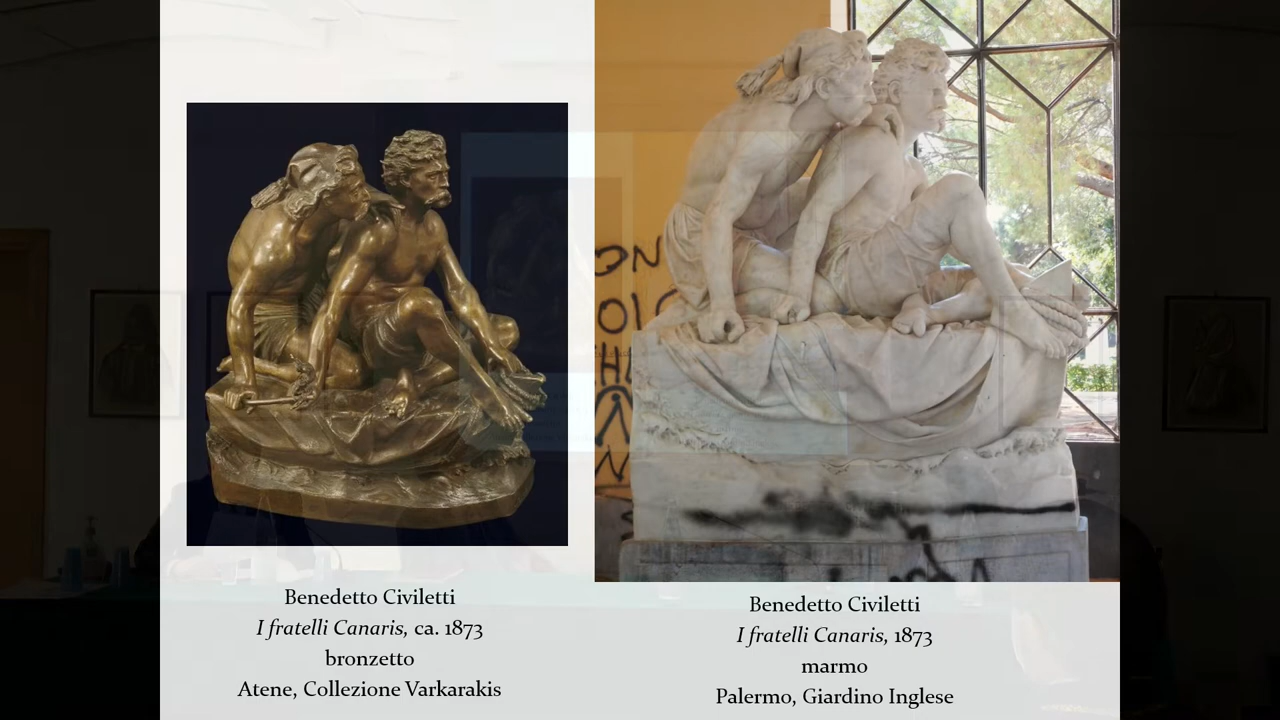 Benedetto Civiletti
I fratelli Canaris, ca. 1873
bronzetto
Atene, Collezione Varkarakis
Benedetto Civiletti
I fratelli Canaris, 1873
marmo
Palermo, Giardino Inglese